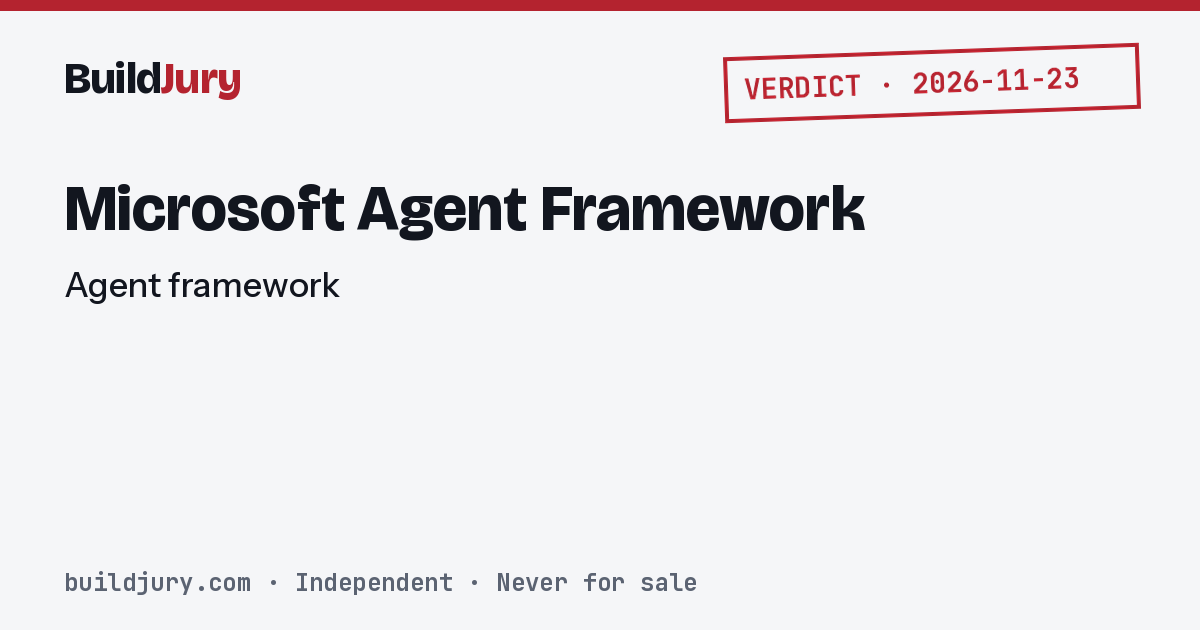 BuildJury
VERDICT · 2026-11-23
Microsoft Agent Framework
Agent framework
buildjury.com · Independent · Never for sale